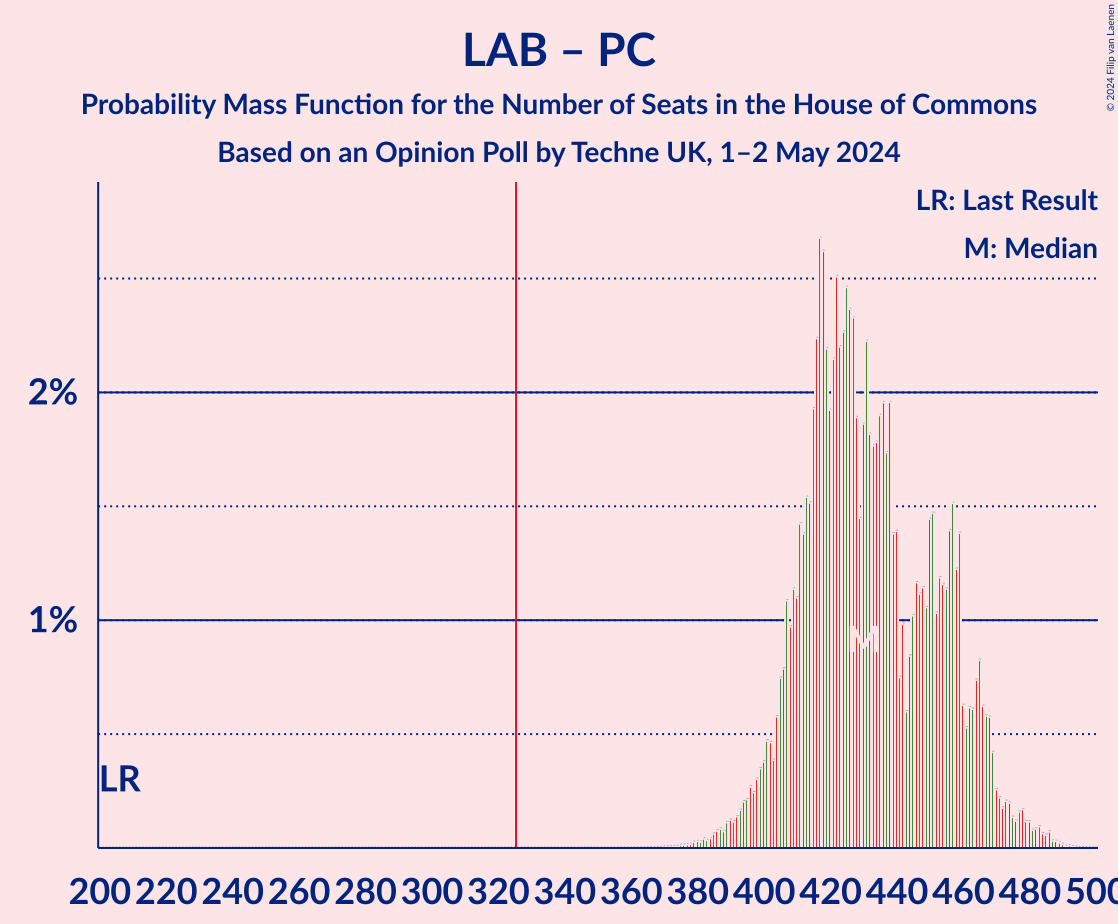 LAB – PC
Probability Mass Function for the Number of Seats in the House of Commons
Based on an Opinion Poll by Techne UK, 1–2 May 2024
© 2024 Filip van Laenen
LR: Last Result
M: Median
2%
1%
LR
M
200 220 240 260 280 300 320 340 360 380 400 420 440 460 480 500